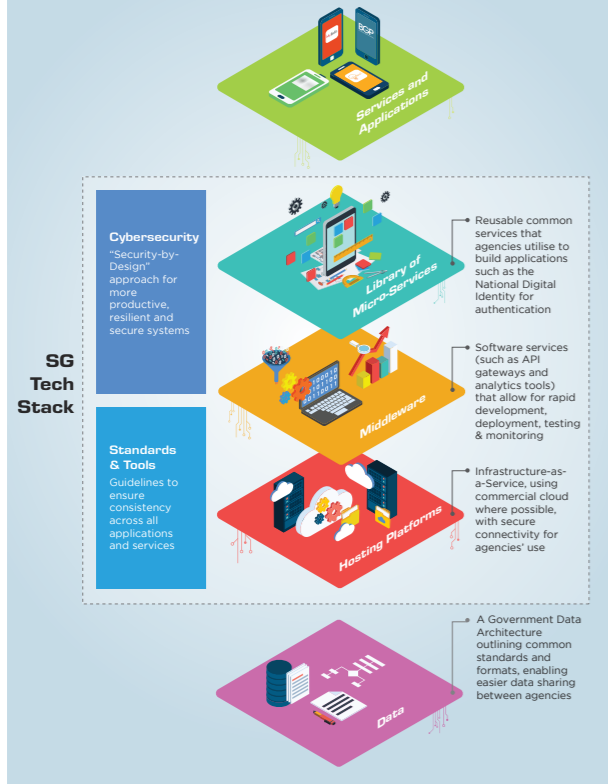 BGP
Services and
Applications
SG
Tech
Stack
Cybersecurity
“Security-by-
Design”
approach for
more
productive,
resilient and
secure systems
Standards
& Tools
Guidelines to
ensure
consistency
across all
applications
and services
Library of
Micro-Services
Reusable common
services that
agencies utilise to
build applications
such as the
National Digital
Identity for
authentication
Middleware
100010
101100
20110011
Software services
(such as API
gateways and
analytics tools)
that allow for rapid
development,
deployment, testing
& monitoring
Hosting Platforms
Infrastructure-as-
a-Service, using
commercial cloud
where possible,
with secure
connectivity for
agencies’ use
Data
A Government Data
Architecture
outlining common
standards and
formats, enabling
easier data sharing
between agencies